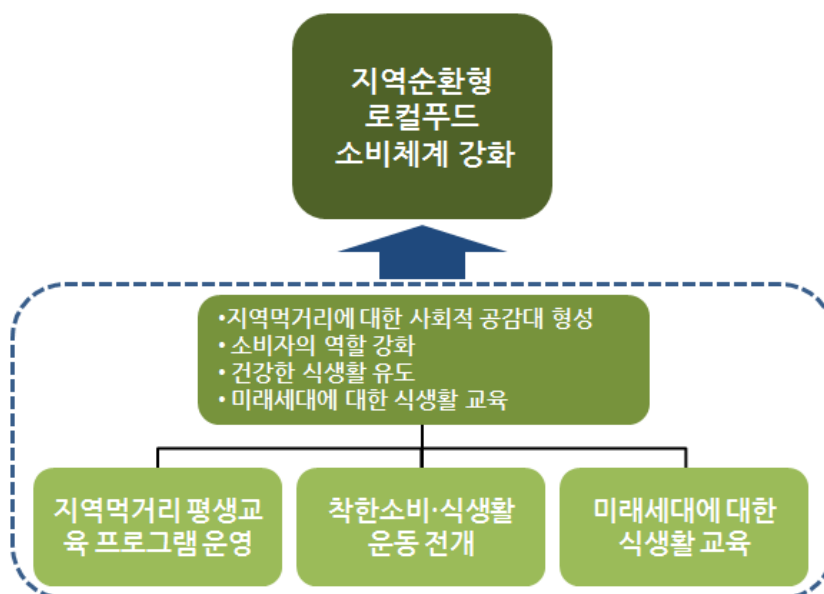 지역순환형
로컬푸드
소비체계 강화
•지역먹거리에 대한 사회적 공감대 형성
• 소비자의 역할 강화
• 건강한 식생활 유도
• 미래세대에 대한 식생활 교육
지역먹거리 평생교
육 프로그램 운영
착한소비·식생활
운동 전개
미래세대에 대한
식생활 교육